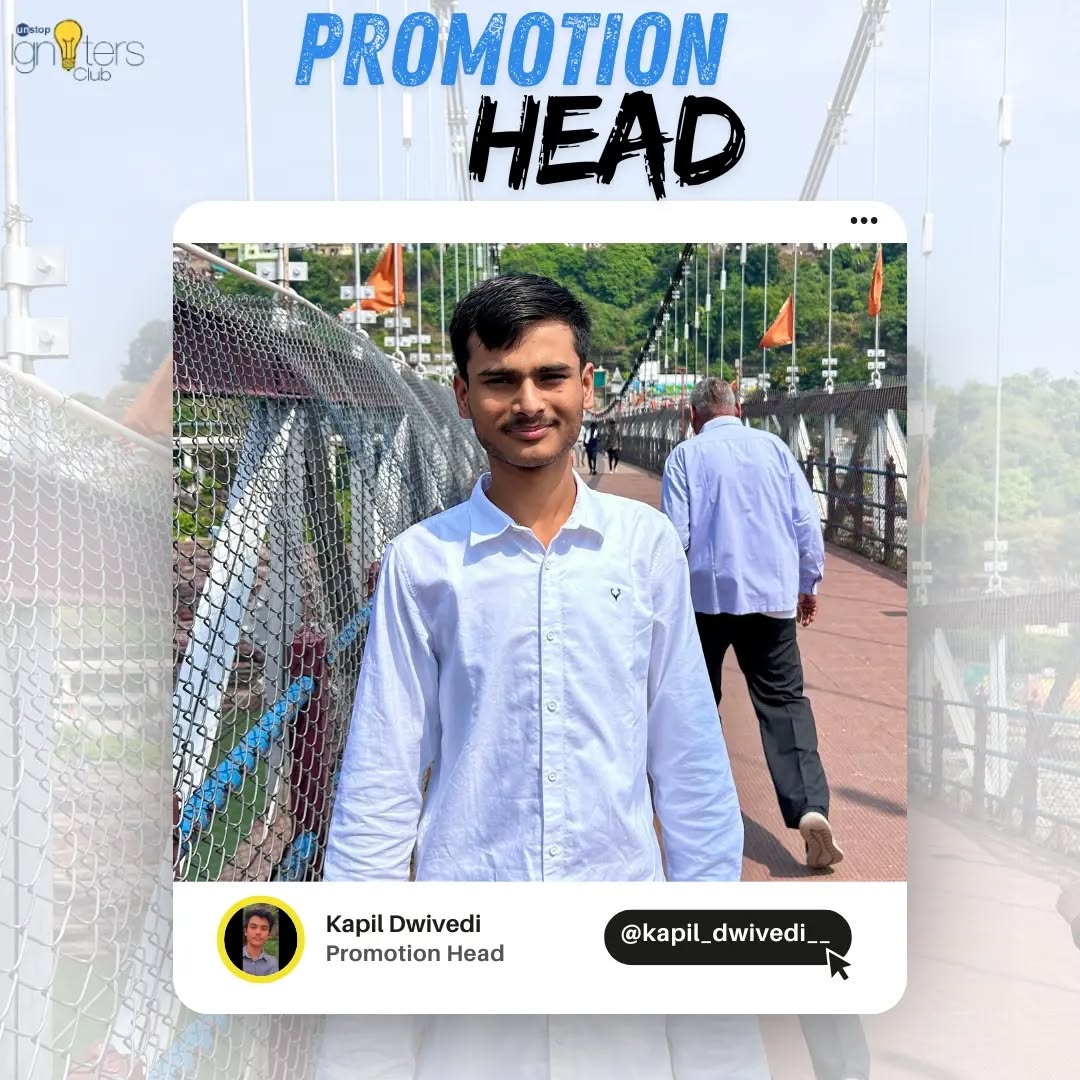 unstop
Igniters
club
PROMOTION
HEAD
Kapil Dwivedi
Promotion Head
@kapil_dwivedi__